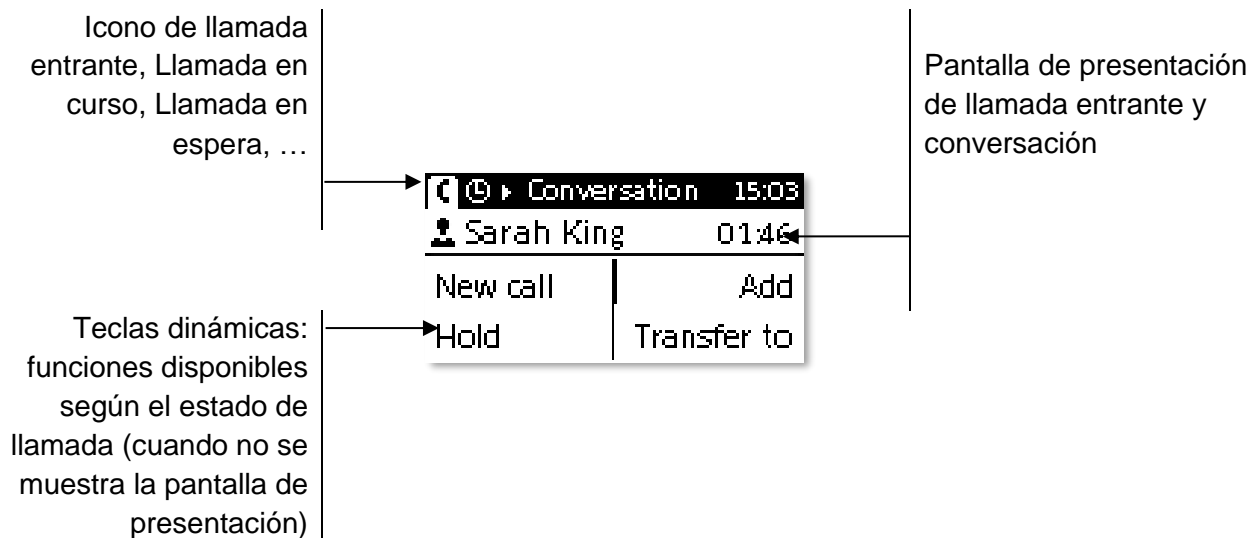 Icono de llamada
entrante, Llamada en
curso, Llamada en
espera, …
Pantalla de presentación
de llamada entrante y
conversación
Conversation 15:03
Sarah King 01:46
New call Add
Hold Transfer to
Teclas dinámicas:
funciones disponibles
según el estado de
llamada (cuando no se
muestra la pantalla de
presentación)